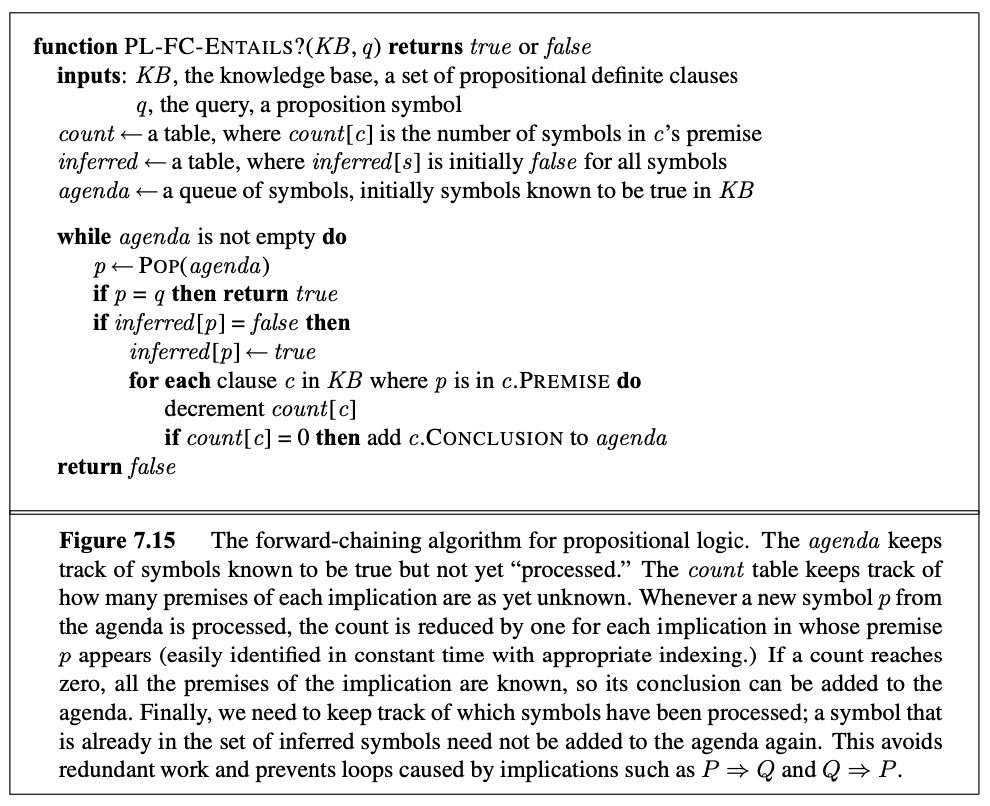 function PL-FC-ENTAILS?(KB, q) returns true or false
inputs: KB, the knowledge base, a set of propositional definite clauses
q, the query, a proposition symbol
count ← a table, where count[c] is the number of symbols in c's premise
inferred ← a table, where inferred[s] is initially false for all symbols
agenda ← a queue of symbols, initially symbols known to be true in KB
while agenda is not empty do
p ← POP(agenda)
if p = q then return true
if inferred[p] = false then
inferred[p] ← true
for each clause c in KB where p is in c.PREMISE do
decrement count[c]
if count[c] = 0 then add c.CONCLUSION to agenda
return false
Figure 7.15 The forward-chaining algorithm for propositional logic. The agenda keeps
track of symbols known to be true but not yet “processed.” The count table keeps track of
how many premises of each implication are as yet unknown. Whenever a new symbol p from
the agenda is processed, the count is reduced by one for each implication in whose premise
p appears (easily identified in constant time with appropriate indexing.) If a count reaches
zero, all the premises of the implication are known, so its conclusion can be added to the
agenda. Finally, we need to keep track of which symbols have been processed; a symbol that
is already in the set of inferred symbols need not be added to the agenda again. This avoids
redundant work and prevents loops caused by implications such as P ⇒ Q and Q ⇒ P.